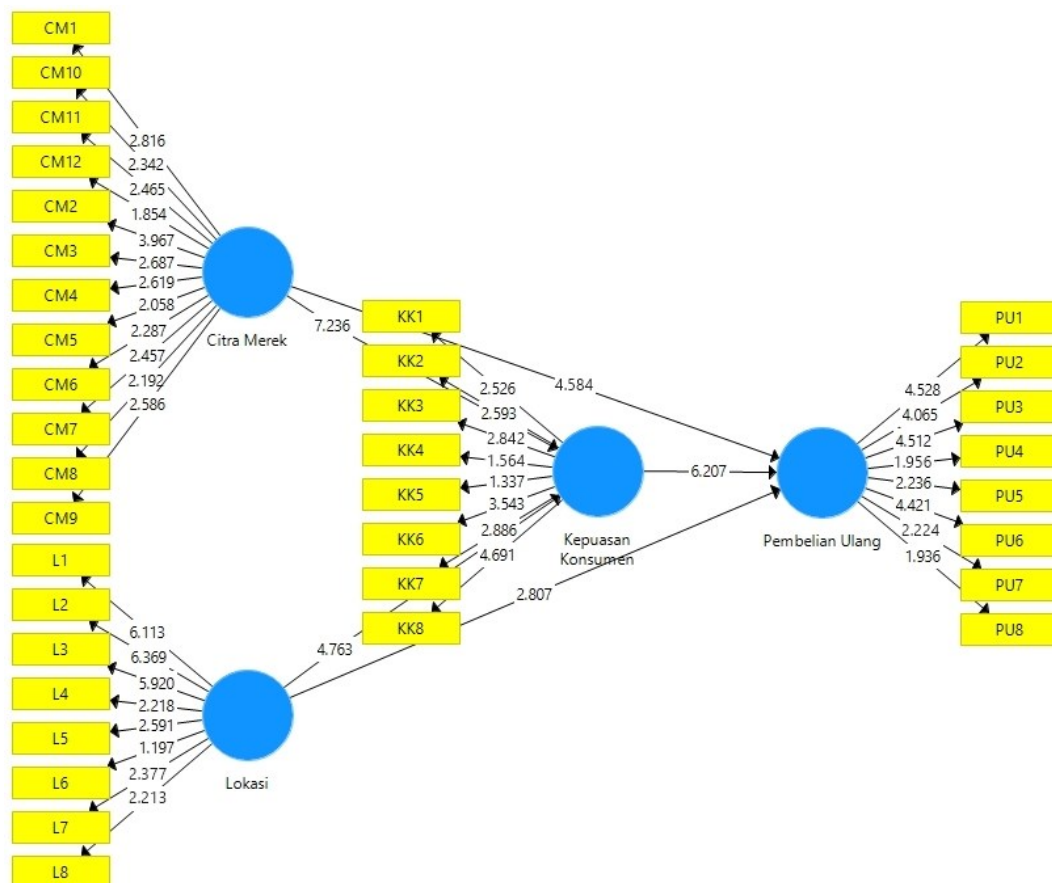 CM1
CM10
CM11
CM12
CM2
CM3
CM4
CM5
CM6
CM7
CM8
CM9
2.816
2.342
2.465
1.854
3.967
2.687
2.619
2.058
2.287
2.457
2.192
2.586
Citra Merek
L1
L2
L3
L4
L5
L6
L7
L8
6.113
6.369
5.920
2.218
2.591
1.197
2.377
2.213
Lokasi
7.236
4.584
4.763
2.807
6.207
KK1
KK2
KK3
KK4
KK5
KK6
KK7
KK8
2.526
2.593
2.842
1.564
1.337
3.543
2.886
4.691
Kepuasan
Konsumen
Pembelian Ulang
4.528
4.065
4.512
1.956
2.236
4.421
2.224
1.936
PU1
PU2
PU3
PU4
PU5
PU6
PU7
PU8